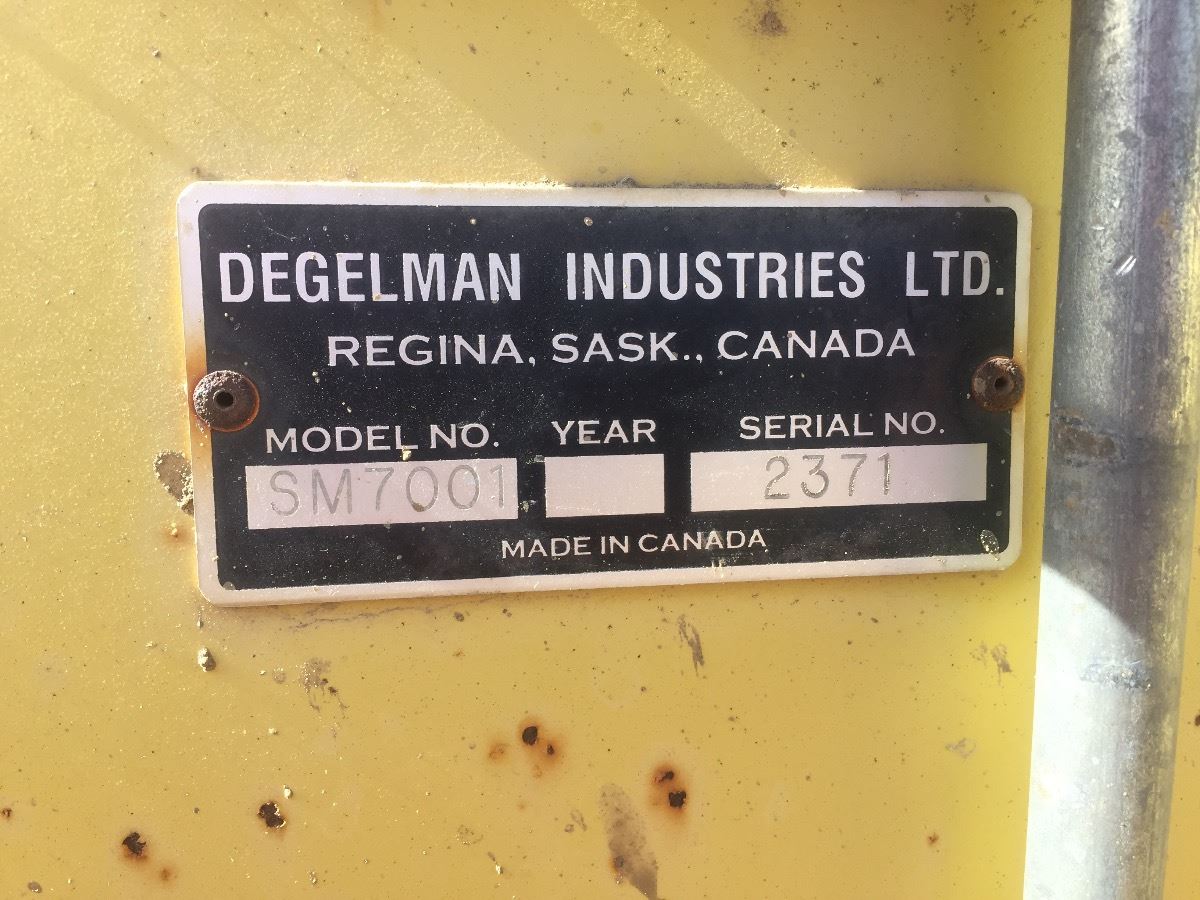 DEGELMAN INDUSTRIES LTD.
REGINA, SASK., CANADA
MODEL NO. YEAR SERIAL NO.
SM7001 2371
MADE IN CANADA